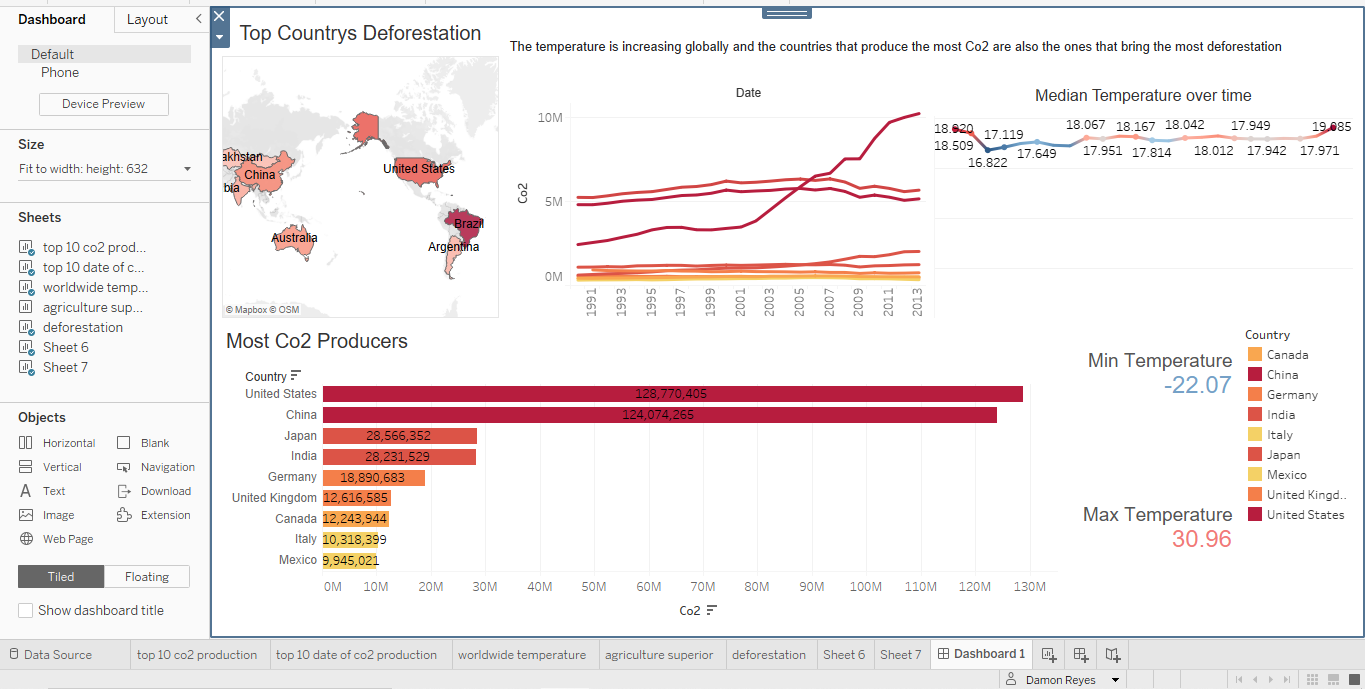 Dashboard
Layout
Default
Phone
Device Preview
Size
Fit to width: height: 632
Sheets
top 10 co2 prod...
top 10 date of c...
worldwide temp...
agriculture sup...
deforestation
Sheet 6
Sheet 7
Objects
Horizontal
Blank
Vertical
Navigation
Text
Download
Image
Extension
Web Page
Tiled
Floating
Show dashboard title
Top Countrys Deforestation
The temperature is increasing globally and the countries that produce the most Co2 are also the ones that bring the most deforestation
akhstan
China
bia
Australia
United States
Brazil
Argentina
© Mapbox © OSM
Date
Co2
10M
5M
0M
1991
1993
1995
1997
1999
2001
2003
2005
2007
2009
2011
2013
Median Temperature over time
18.820
18.509
16.822
17.119
17.649
18.067
17.951
18.167
17.814
18.042
18.012
17.949
17.942
17.971
19.085
Most Co2 Producers
Country
United States 128,770,405
China 124,074,265
Japan 28,566,352
India 28,231,529
Germany 18,890,683
United Kingdom 12,616,585
Canada 12,243,944
Italy 10,318,399
Mexico 9,945,021
0M 10M 20M 30M 40M 50M 60M 70M 80M 90M 100M 110M 120M 130M
Co2
Min Temperature
-22.07
Max Temperature
30.96
Country
Canada
China
Germany
India
Italy
Japan
Mexico
United Kingd..
United States
Data Source
top 10 co2 production
top 10 date of co2 production
worldwide temperature
agriculture superior
deforestation
Sheet 6
Sheet 7
Dashboard 1
Damon Reyes